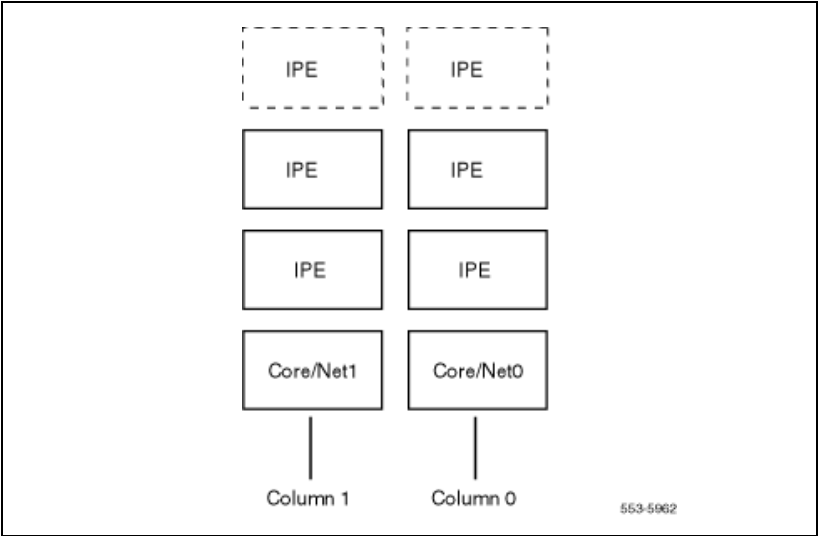 IPE IPE
IPE IPE
IPE IPE
Core/Net1 Core/Net0
Column 1 Column 0
553-5962